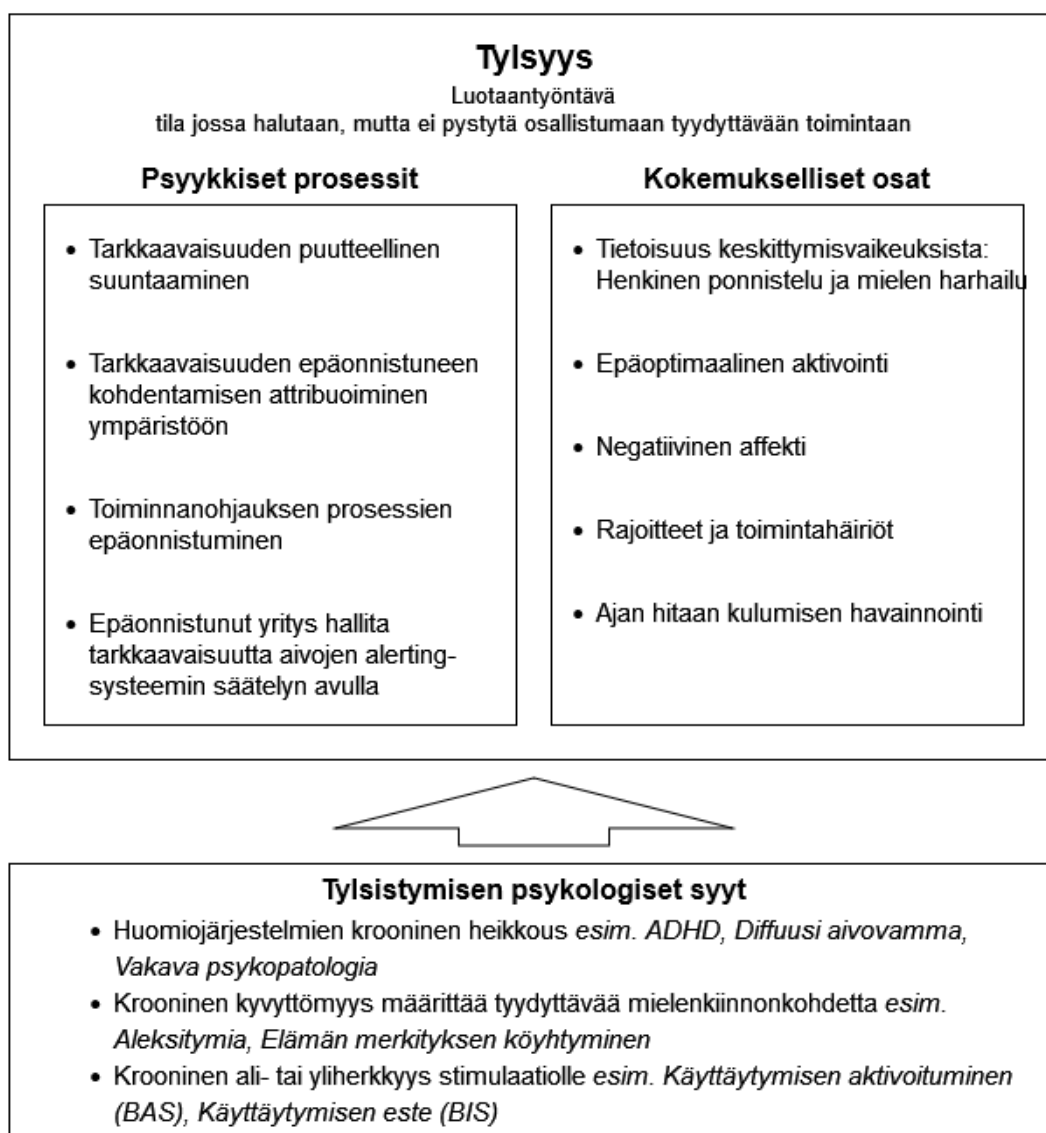 Tylsyys
Luotaantyöntävä
tila jossa halutaan, mutta ei pystytä osallistumaan tyydyttävään toimintaan
Psyykkiset prosessit
• Tarkkaavaisuuden puutteellinen
suuntaaminen
• Tarkkaavaisuuden epäonnistuneen
kohdentamisen attribuoiminen
ympäristöön
• Toiminnanohjauksen prosessien
epäonnistuminen
• Epäonnistunut yritys hallita
tarkkaavaisuutta aivojen alerting-
systeemin säätelyn avulla
Kokemukselliset osat
• Tietoisuus keskittymisvaikeuksista:
Henkinen ponnistelu ja mielen harhailu
• Epäoptimaalinen aktivointi
• Negatiivinen affekti
• Rajoitteet ja toimintahäiriöt
• Ajan hitaan kulumisen havainnointi
Tylsistymisen psykologiset syyt
• Huomiojärjestelmien krooninen heikkous esim. ADHD, Diffuusi aivovamma,
Vakava psykopatologia
• Krooninen kyvyttömyys määrittää tyydyttävää mielenkiinnonkohdetta esim.
Aleksitymia, Elämän merkityksen köyhtyminen
• Krooninen ali- tai yliherkkyys stimulaatiolle esim. Käyttäytymisen aktivoituminen
(BAS), Käyttäytymisen este (BIS)